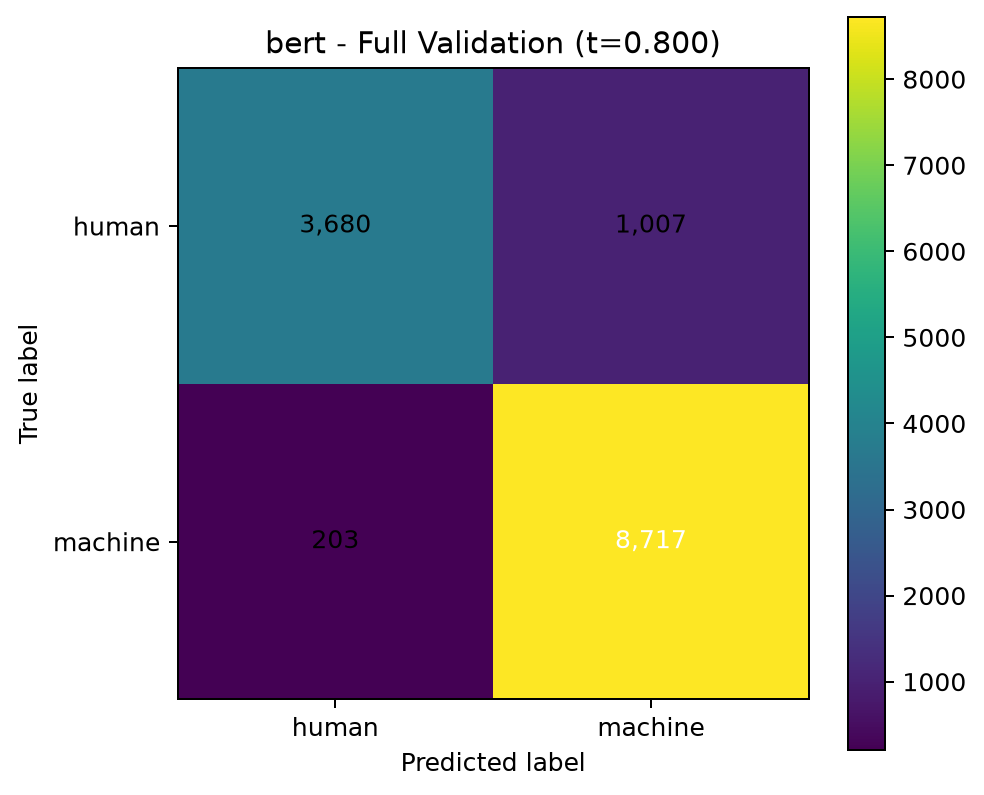 bert - Full Validation (t=0.800)
8000
7000
6000
5000
4000
3000
2000
1000
True label
human
3,680
1,007
machine
203
8,717
human
machine
Predicted label